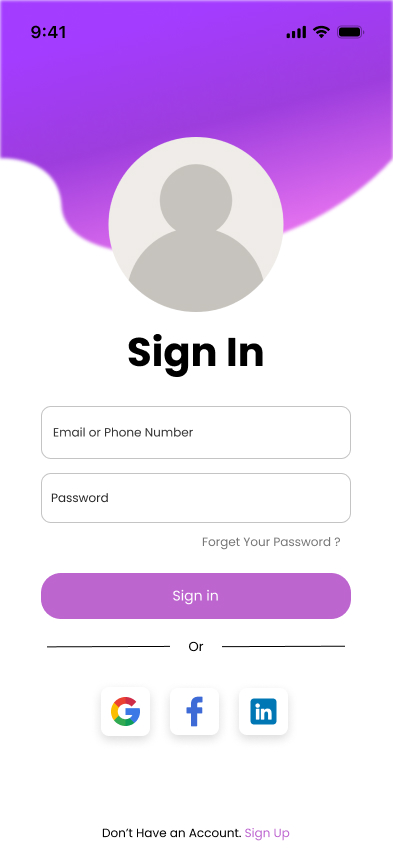 9:41
Sign In
Email or Phone Number
Password
Forget Your Password ?
Sign in
Or
in
Don’t Have an Account. Sign Up